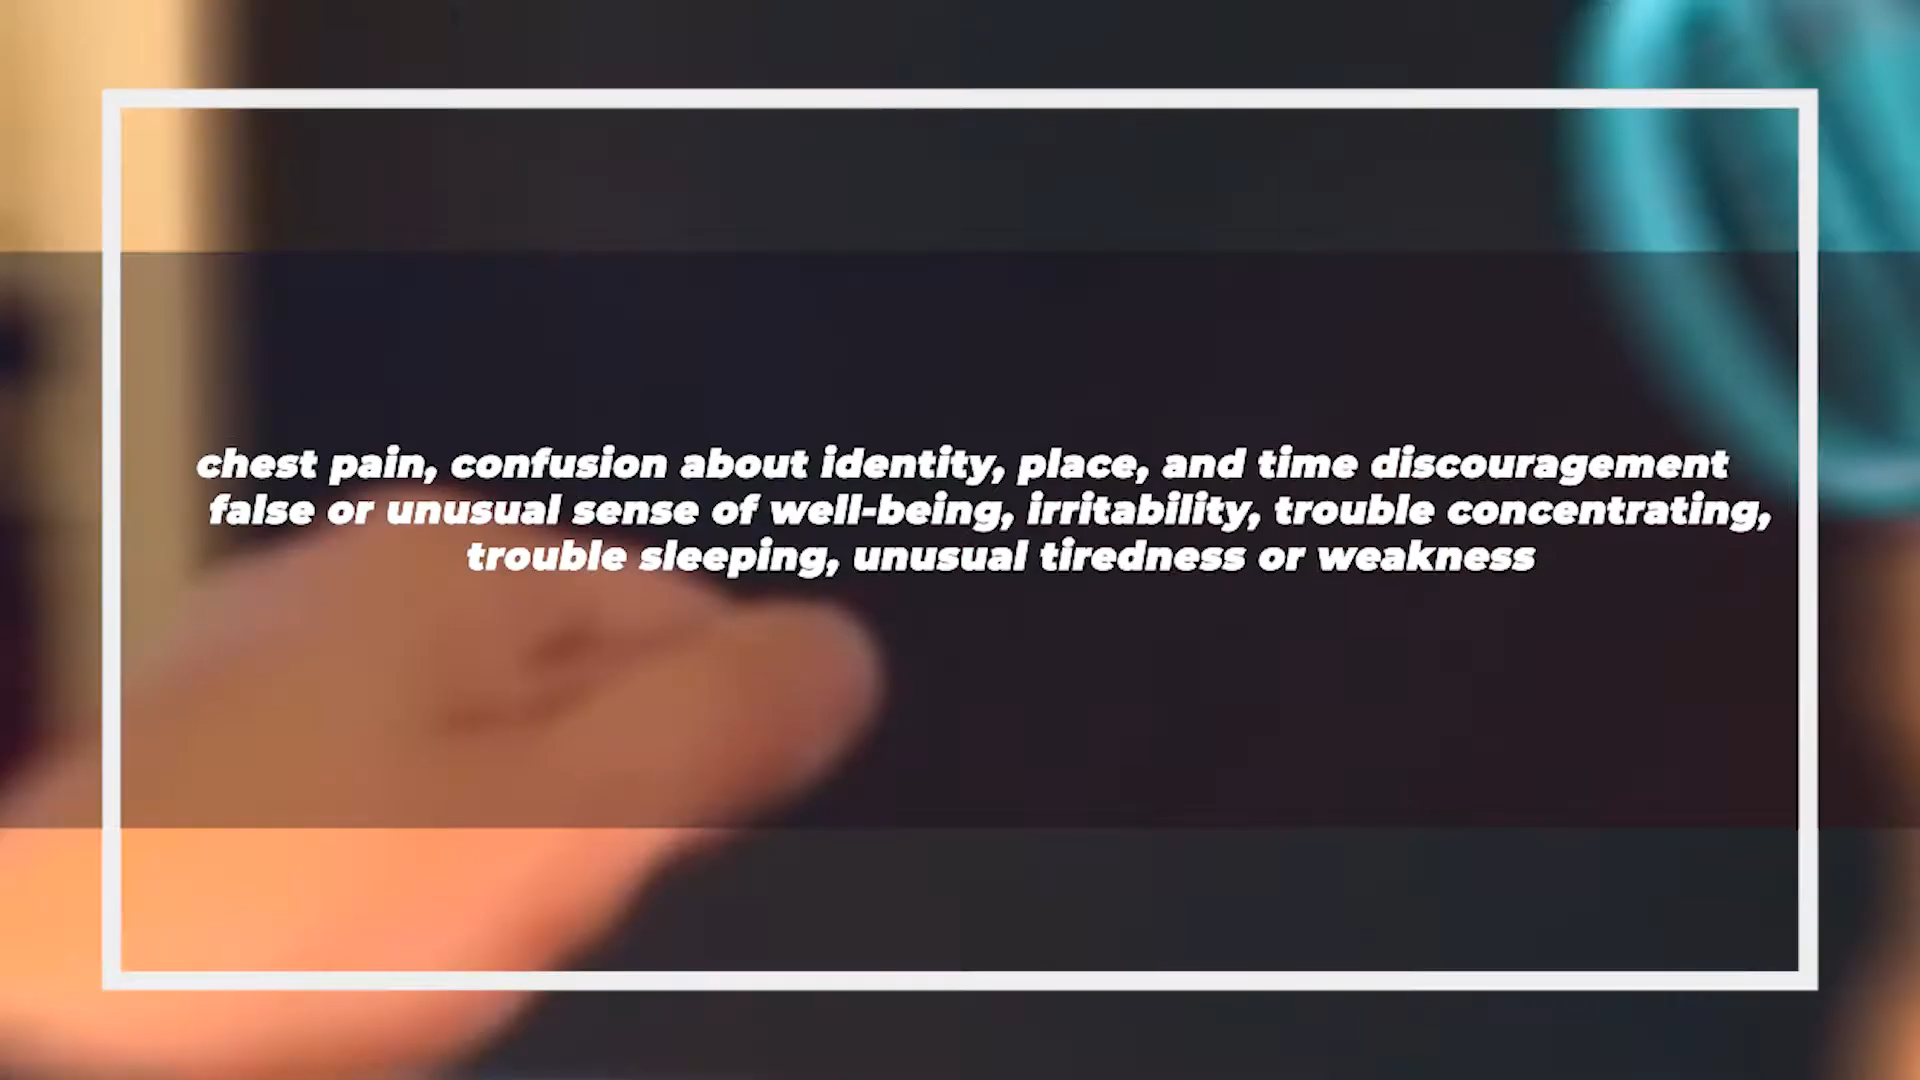 chest pain, confusion about identity, place, and time discouragement
false or unusual sense of well-being, irritability, trouble concentrating,
trouble sleeping, unusual tiredness or weakness